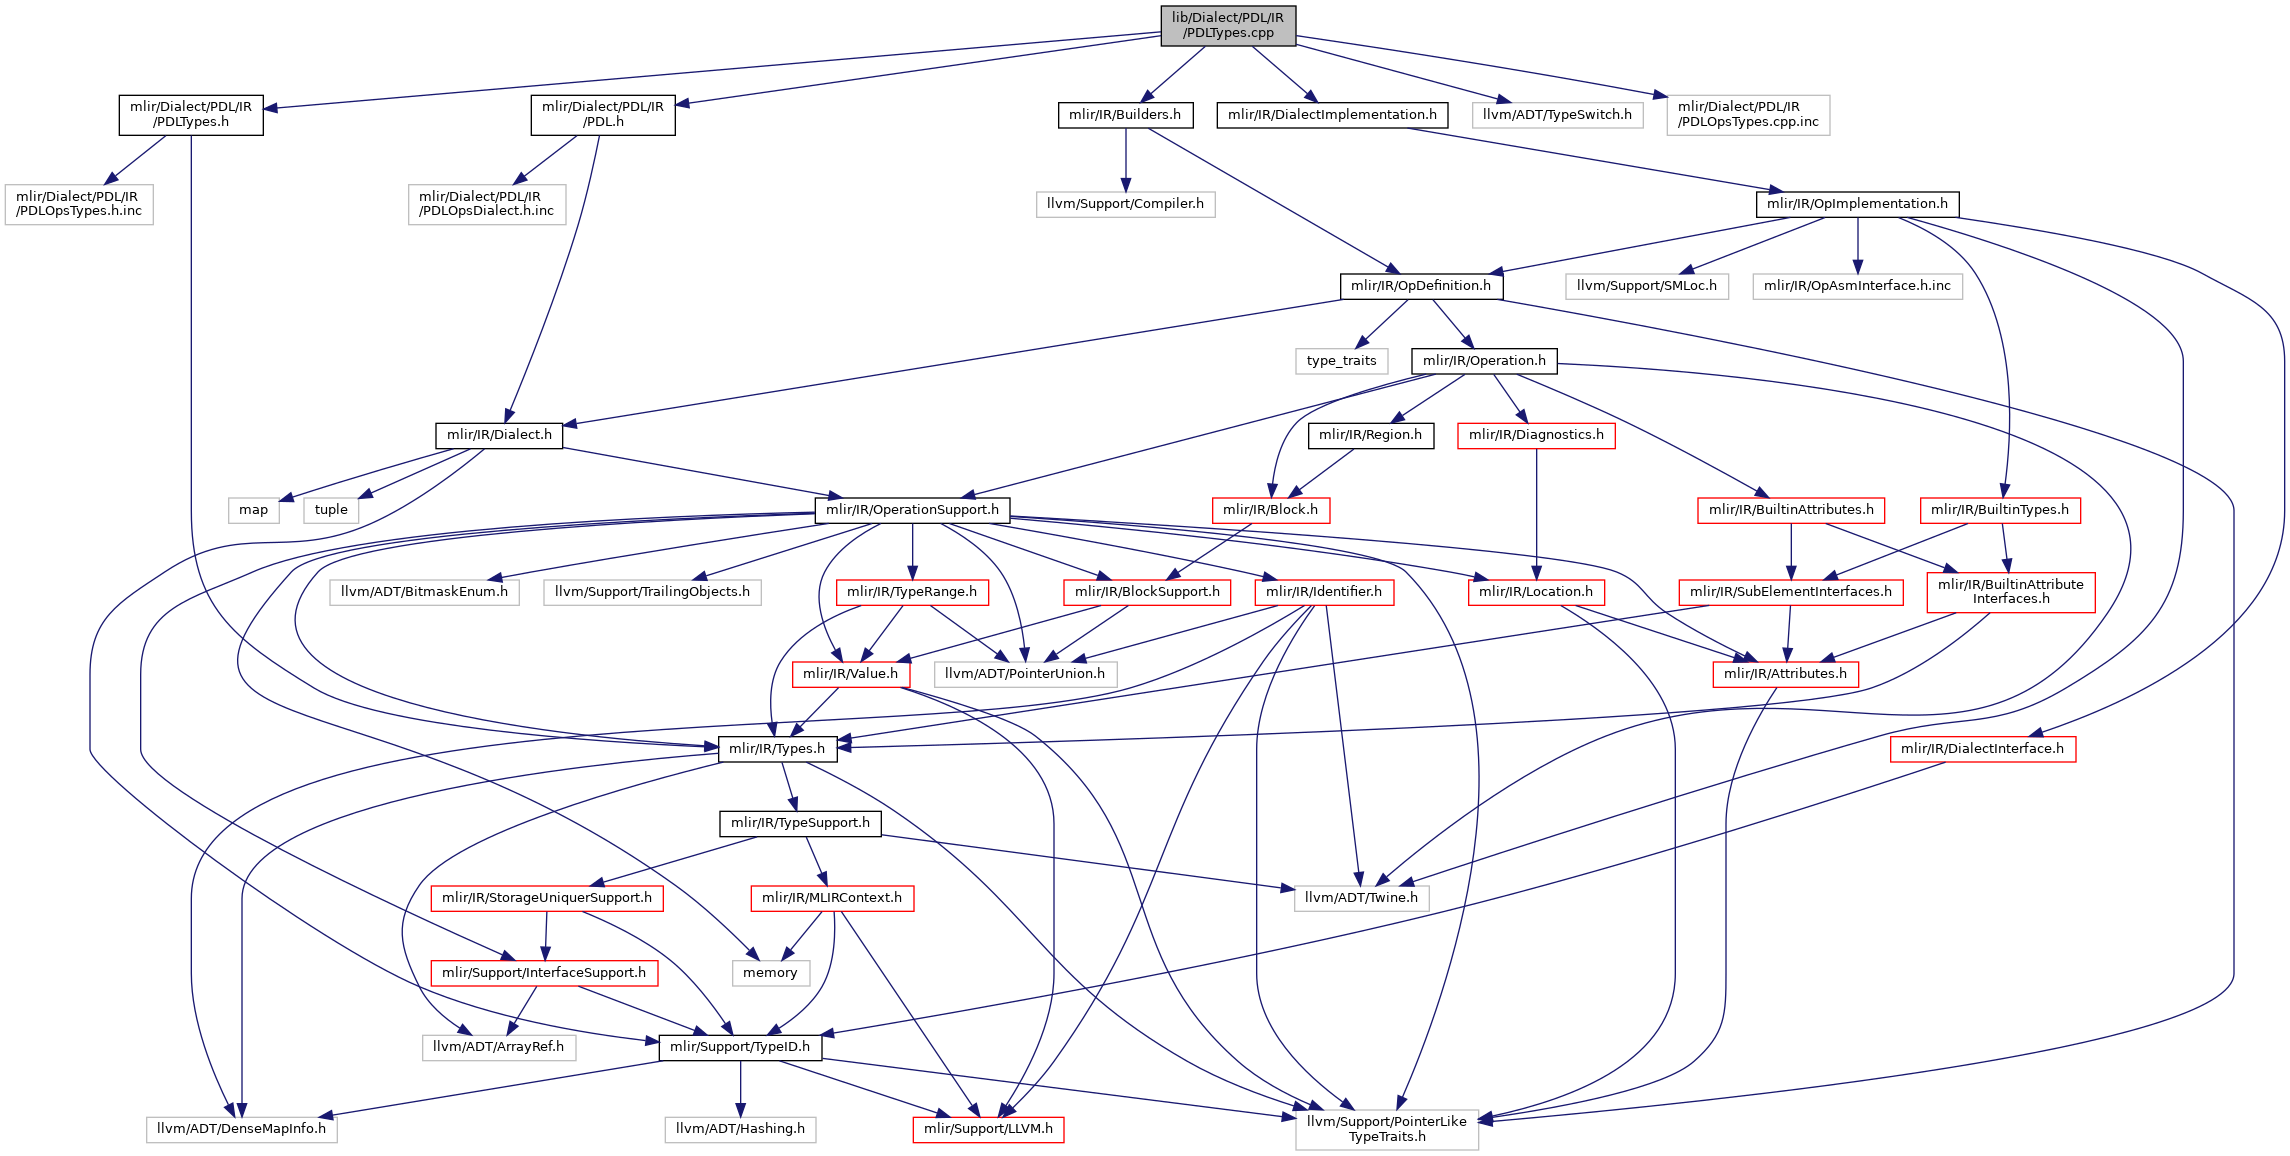 lib/Dialect/PDL/IR
/PDLTypes.cpp
mlir/Dialect/PDL/IR
/PDLTypes.h
mlir/Dialect/PDL/IR
/PDL.h
mlir/IR/Builders.h
mlir/IR/DialectImplementation.h
llvm/ADT/TypeSwitch.h
mlir/Dialect/PDL/IR
/PDLOpsTypes.cpp.inc
mlir/Dialect/PDL/IR
/PDLOpsTypes.h.inc
mlir/Dialect/PDL/IR
/PDLOpsDialect.h.inc
llvm/Support/Compiler.h
mlir/IR/OpImplementation.h
mlir/IR/OpDefinition.h
llvm/Support/SMLoc.h
mlir/IR/OpAsmInterface.h.inc
type_traits
mlir/IR/Operation.h
mlir/IR/Dialect.h
mlir/IR/Region.h
mlir/IR/Diagnostics.h
map
tuple
mlir/IR/OperationSupport.h
mlir/IR/Block.h
mlir/IR/BuiltinAttributes.h
mlir/IR/BuiltinTypes.h
llvm/ADT/BitmaskEnum.h
llvm/Support/TrailingObjects.h
mlir/IR/TypeRange.h
mlir/IR/BlockSupport.h
mlir/IR/Identifier.h
mlir/IR/Location.h
mlir/IR/SubElementInterfaces.h
mlir/IR/BuiltinAttribute
Interfaces.h
mlir/IR/Value.h
llvm/ADT/PointerUnion.h
mlir/IR/Attributes.h
mlir/IR/Types.h
mlir/IR/DialectInterface.h
mlir/IR/TypeSupport.h
mlir/IR/StorageUniquerSupport.h
mlir/IR/MLIRContext.h
llvm/ADT/Twine.h
mlir/Support/InterfaceSupport.h
memory
llvm/ADT/ArrayRef.h
mlir/Support/TypeID.h
llvm/ADT/DenseMapInfo.h
llvm/ADT/Hashing.h
mlir/Support/LLVM.h
llvm/Support/PointerLike
TypeTraits.h